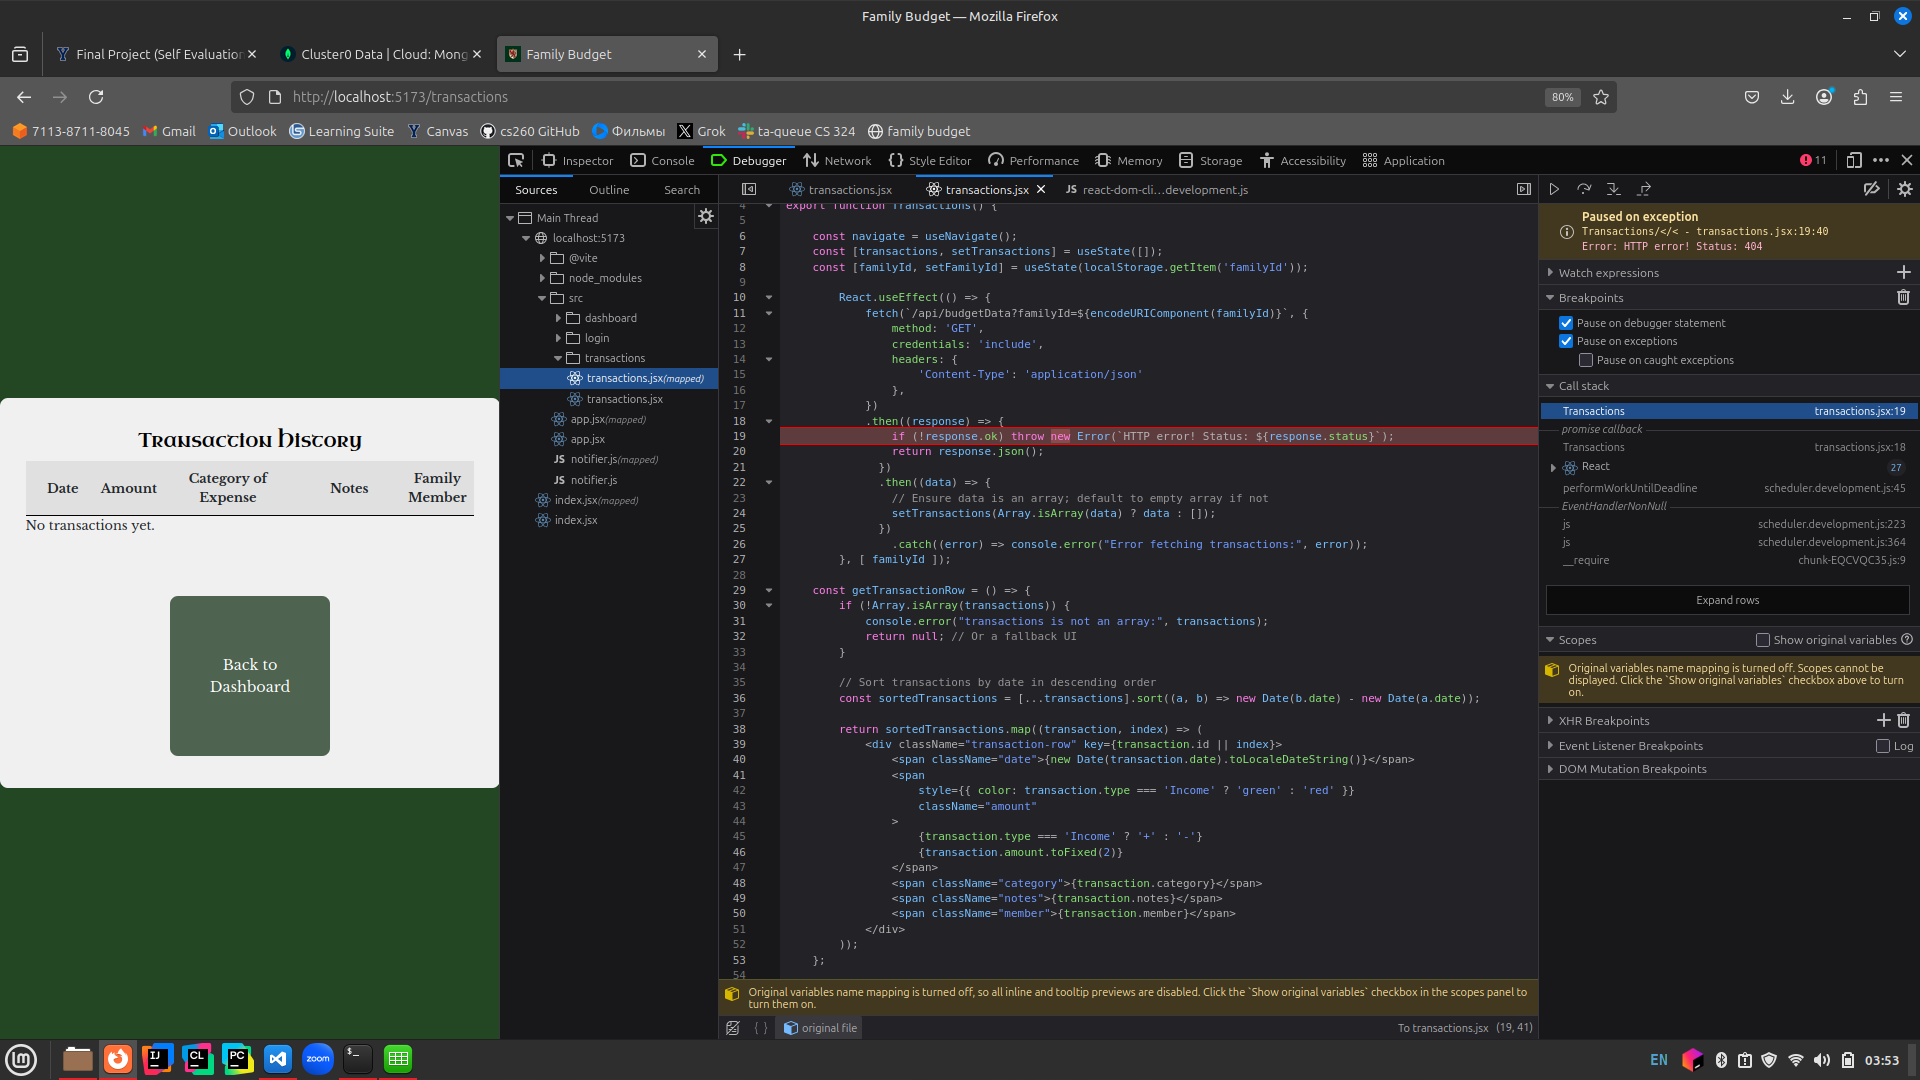 Family Budget — Mozilla Firefox
Final Project (Self Evaluation
Cluster0 Data | Cloud: Mong
Family Budget
http://localhost:5173/transactions
80%
7113-8711-8045
Gmail
Outlook
Learning Suite
Canvas
cs260 GitHub
Фильмы
Grok
ta-queue CS 324
family budget
Transaction History
Date
Amount
Category of
Expense
Notes
Family
Member
No transactions yet.
Back to
Dashboard
Inspector
Console
Debugger
Network
Style Editor
Performance
Memory
Storage
Accessibility
Application
11
Sources
Outline
Search
Main Thread
localhost:5173
@vite
node_modules
src
dashboard
login
transactions
transactions.jsx(mapped)
transactions.jsx
app.jsx(mapped)
app.jsx
JS notifier.js(mapped)
JS notifier.js
index.jsx(mapped)
index.jsx
transactions.jsx
transactions.jsx
JS react-dom-cli…development.js
4 export function Transactions() {
5
6 const navigate = useNavigate();
7 const [transactions, setTransactions] = useState([]);
8 const [familyId, setFamilyId] = useState(localStorage.getItem('familyId'));
9
10 React.useEffect(() => {
11 fetch(`/api/budgetData?familyId=${encodeURIComponent(familyId)}`, {
12 method: 'GET',
13 credentials: 'include',
14 headers: {
15 'Content-Type': 'application/json'
16 },
17 })
18 .then((response) => {
19 if (!response.ok) throw new Error(`HTTP error! Status: ${response.status}`);
20 return response.json();
21 })
22 .then((data) => {
23 // Ensure data is an array; default to empty array if not
24 setTransactions(Array.isArray(data) ? data : []);
25 })
26 .catch((error) => console.error("Error fetching transactions:", error));
27 }, [ familyId ]);
28
29 const getTransactionRow = () => {
30 if (!Array.isArray(transactions)) {
31 console.error("transactions is not an array:", transactions);
32 return null; // Or a fallback UI
33 }
34
35 // Sort transactions by date in descending order
36 const sortedTransactions = [...transactions].sort((a, b) => new Date(b.date) - new Date(a.date));
37
38 return sortedTransactions.map((transaction, index) => (
39 <div className="transaction-row" key={transaction.id || index}>
40 <span className="date">{new Date(transaction.date).toLocaleDateString()}</span>
41 <span
42 style={{ color: transaction.type === 'Income' ? 'green' : 'red' }}
43 className="amount"
44 >
45 {transaction.type === 'Income' ? '+' : '-'}
46 {transaction.amount.toFixed(2)}
47 </span>
48 <span className="category">{transaction.category}</span>
49 <span className="notes">{transaction.notes}</span>
50 <span className="member">{transaction.member}</span>
51 </div>
52 ));
53 };
54
Original variables name mapping is turned off, so all inline and tooltip previews are disabled. Click the `Show original variables` checkbox in the scopes panel to
turn them on.
{ } original file
To transactions.jsx (19, 41)
Paused on exception
Transactions/</< - transactions.jsx:19:40
Error: HTTP error! Status: 404
Watch expressions
Breakpoints
Pause on debugger statement
Pause on exceptions
Pause on caught exceptions
Call stack
Transactions transactions.jsx:19
promise callback
Transactions transactions.jsx:18
React 27
performWorkUntilDeadline scheduler.development.js:45
EventHandlerNonNull
js scheduler.development.js:223
js scheduler.development.js:364
__require chunk-EQCVQC35.js:9
Expand rows
Scopes
Show original variables
Original variables name mapping is turned off. Scopes cannot be
displayed. Click the `Show original variables` checkbox above to turn
on.
XHR Breakpoints
Event Listener Breakpoints
Log
DOM Mutation Breakpoints
IJ
CL
PC
zoom
EN
03:53